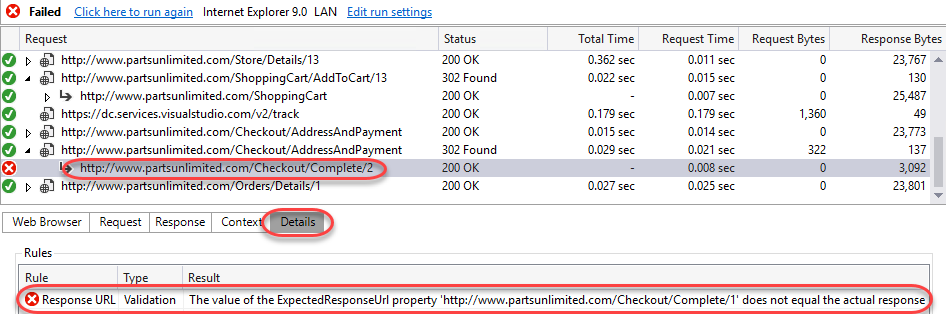 Failed Click here to run again Internet Explorer 9.0 LAN Edit run settings
Request Status Total Time Request Time Request Bytes Response Bytes
http://www.partsunlimited.com/Store/Details/13 200 OK 0.362 sec 0.011 sec 0 23,767
http://www.partsunlimited.com/ShoppingCart/AddToCart/13 302 Found 0.022 sec 0.015 sec 0 130
http://www.partsunlimited.com/ShoppingCart 200 OK - 0.007 sec 0 25,487
https://dc.services.visualstudio.com/v2/track 200 OK 0.179 sec 0.179 sec 1,360 49
http://www.partsunlimited.com/Checkout/AddressAndPayment 200 OK 0.015 sec 0.014 sec 0 23,773
http://www.partsunlimited.com/Checkout/AddressAndPayment 302 Found 0.029 sec 0.021 sec 322 137
http://www.partsunlimited.com/Checkout/Complete/2 200 OK - 0.008 sec 0 3,092
http://www.partsunlimited.com/Orders/Details/1 200 OK 0.027 sec 0.025 sec 0 23,801
Web Browser Request Response Context Details
Rules
Rule Type Result
Response URL Validation The value of the ExpectedResponseUrl property 'http://www.partsunlimited.com/Checkout/Complete/1' does not equal the actual response